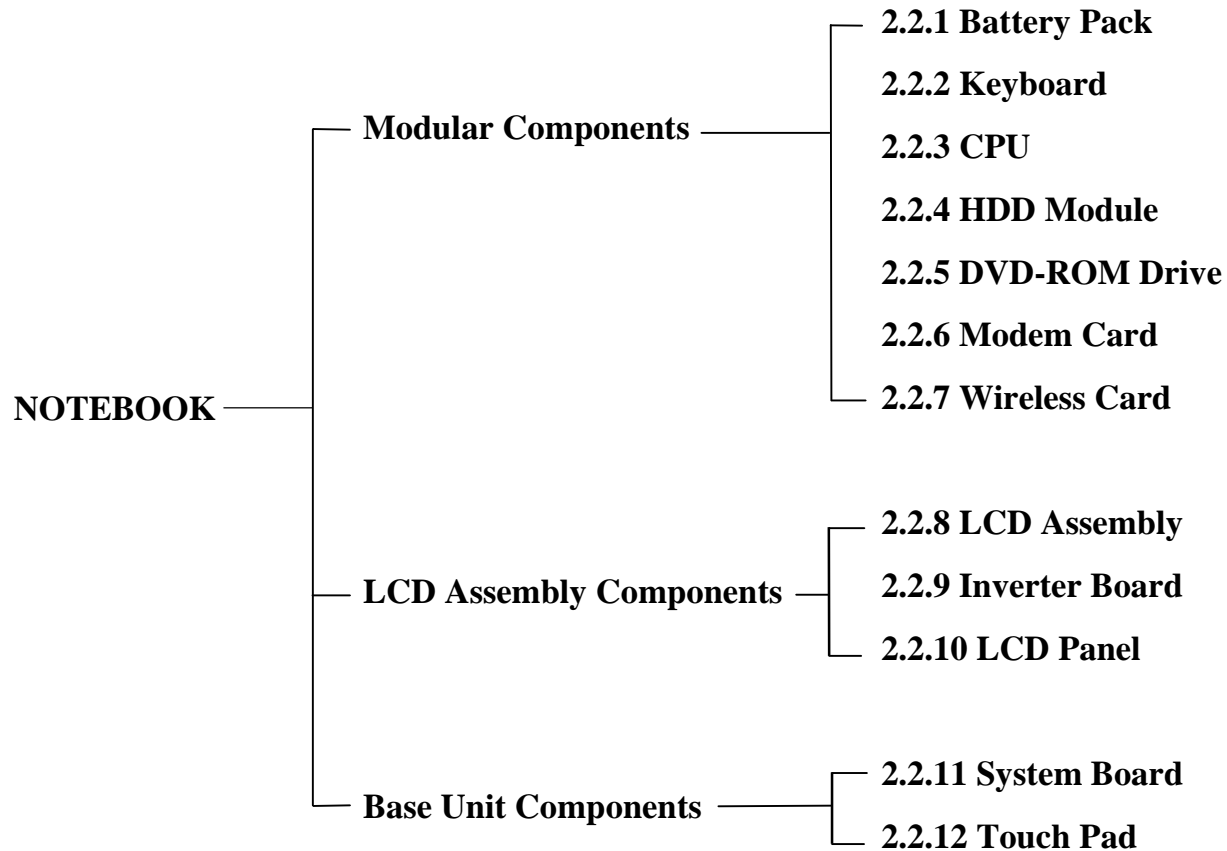 NOTEBOOK
Modular Components
2.2.1 Battery Pack
2.2.2 Keyboard
2.2.3 CPU
2.2.4 HDD Module
2.2.5 DVD-ROM Drive
2.2.6 Modem Card
2.2.7 Wireless Card
LCD Assembly Components
2.2.8 LCD Assembly
2.2.9 Inverter Board
2.2.10 LCD Panel
Base Unit Components
2.2.11 System Board
2.2.12 Touch Pad